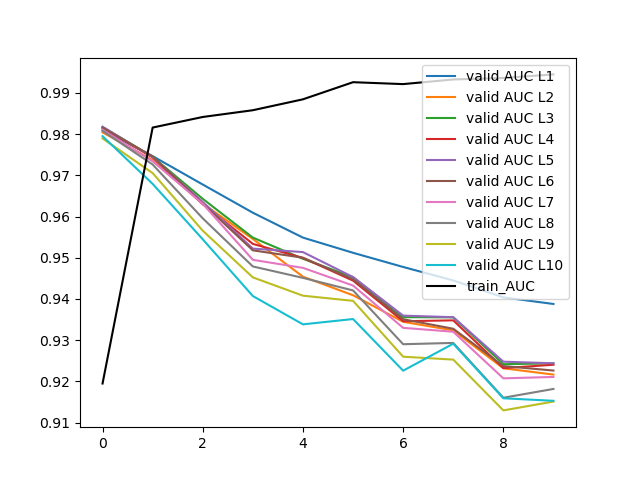 0.99
0.98
0.97
0.96
0.95
0.94
0.93
0.92
0.91
0 2 4 6 8
valid AUC L1
valid AUC L2
valid AUC L3
valid AUC L4
valid AUC L5
valid AUC L6
valid AUC L7
valid AUC L8
valid AUC L9
valid AUC L10
train_AUC